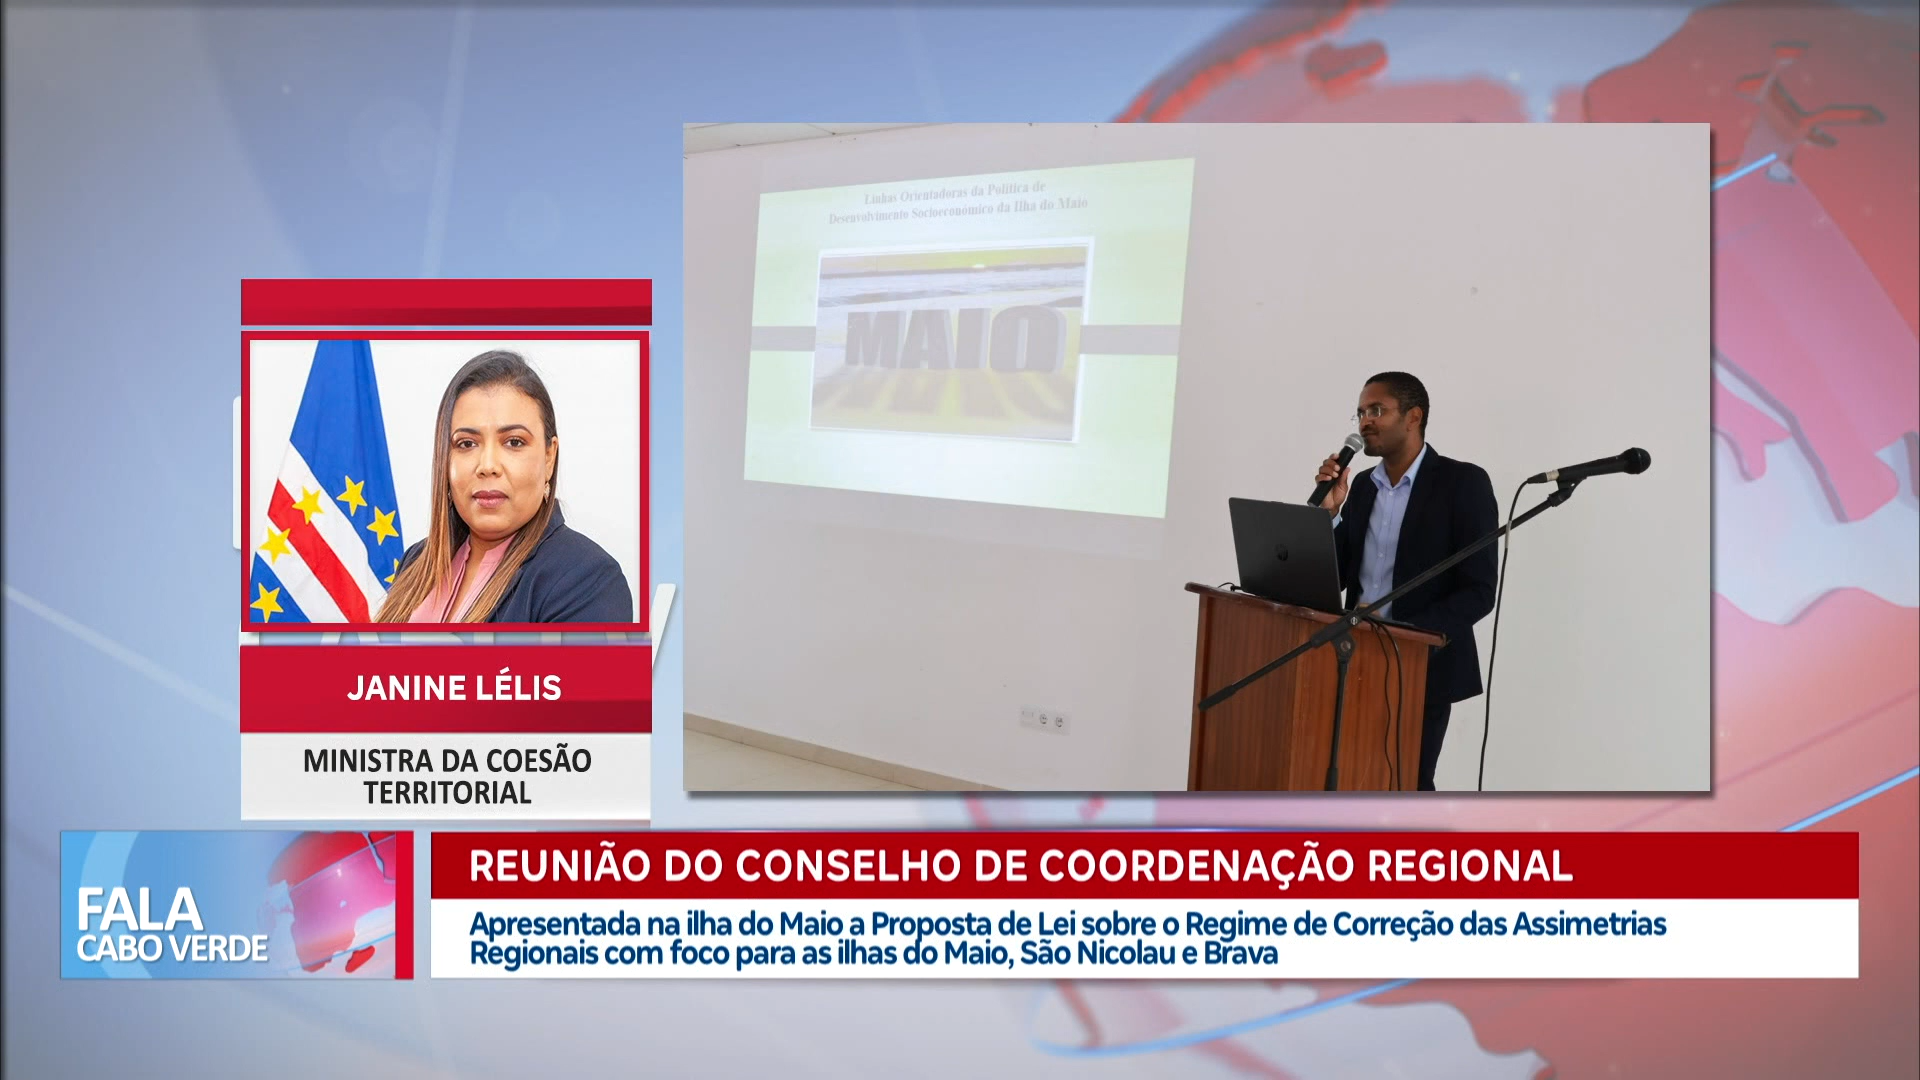 Linhas Orientadoras da Política de
Desenvolvimento Socioeconómico da Ilha do Maio
MAIO
JANINE LÉLIS
MINISTRA DA COESÃO
TERRITORIAL
FALA
CABO VERDE
REUNIÃO DO CONSELHO DE COORDENAÇÃO REGIONAL
Apresentada na ilha do Maio a Proposta de Lei sobre o Regime de Correção das Assimetrias
Regionais com foco para as ilhas do Maio, São Nicolau e Brava